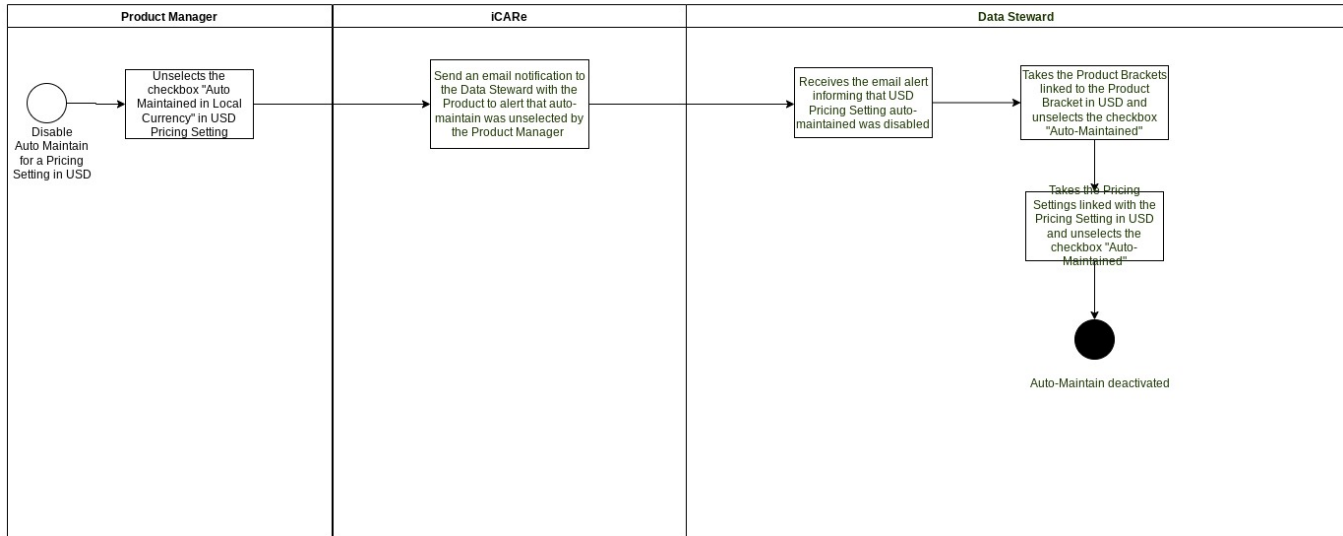 Product Manager
iCARe
Data Steward
Disable
Auto Maintain
for a Pricing
Setting in USD
Unselects the
checkbox "Auto
Maintained in Local
Currency" in USD
Pricing Setting
Send an email notification to
the Data Steward with the
Product to alert that auto-
maintain was unselected by
the Product Manager
Receives the email alert
informing that USD
Pricing Setting auto-
maintained was disabled
Takes the Product Brackets
linked to the Product
Bracket in USD and
unselects the checkbox
"Auto-Maintained"
Takes the Pricing
Settings linked with the
Pricing Setting in USD
and unselects the
checkbox "Auto-
Maintained"
Auto-Maintain deactivated